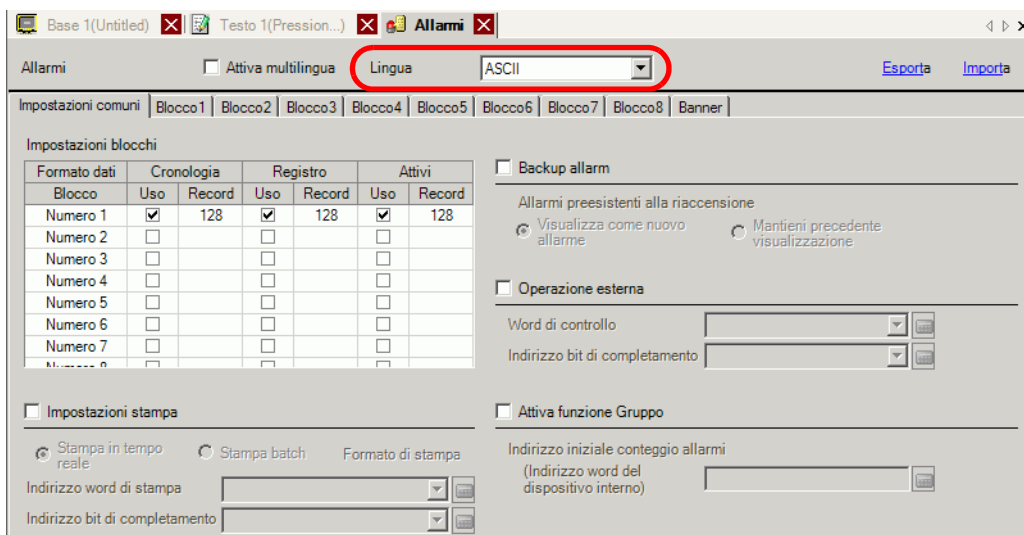 Base 1(Untitled) Testo 1(Pression...) Allarmi
Allarmi Attiva multilingua Lingua ASCII Esporta Importa
Impostazioni comuni Blocco1 Blocco2 Blocco3 Blocco4 Blocco5 Blocco6 Blocco7 Blocco8 Banner
Impostazioni blocchi
Formato dati Cronologia Registro Attivi
Blocco Uso Record Uso Record Uso Record
Numero 1 128 128 128
Numero 2
Numero 3
Numero 4
Numero 5
Numero 6
Numero 7
Numero 8
Backup allarm
Allarmi preesistenti alla riaccensione
Visualizza come nuovo allarme
Mantieni precedente visualizzazione
Operazione esterna
Word di controllo
Indirizzo bit di completamento
Impostazioni stampa
Stampa in tempo reale
Stampa batch
Formato di stampa
Indirizzo word di stampa
Indirizzo bit di completamento
Attiva funzione Gruppo
Indirizzo iniziale conteggio allarmi
(Indirizzo word del
dispositivo interno)